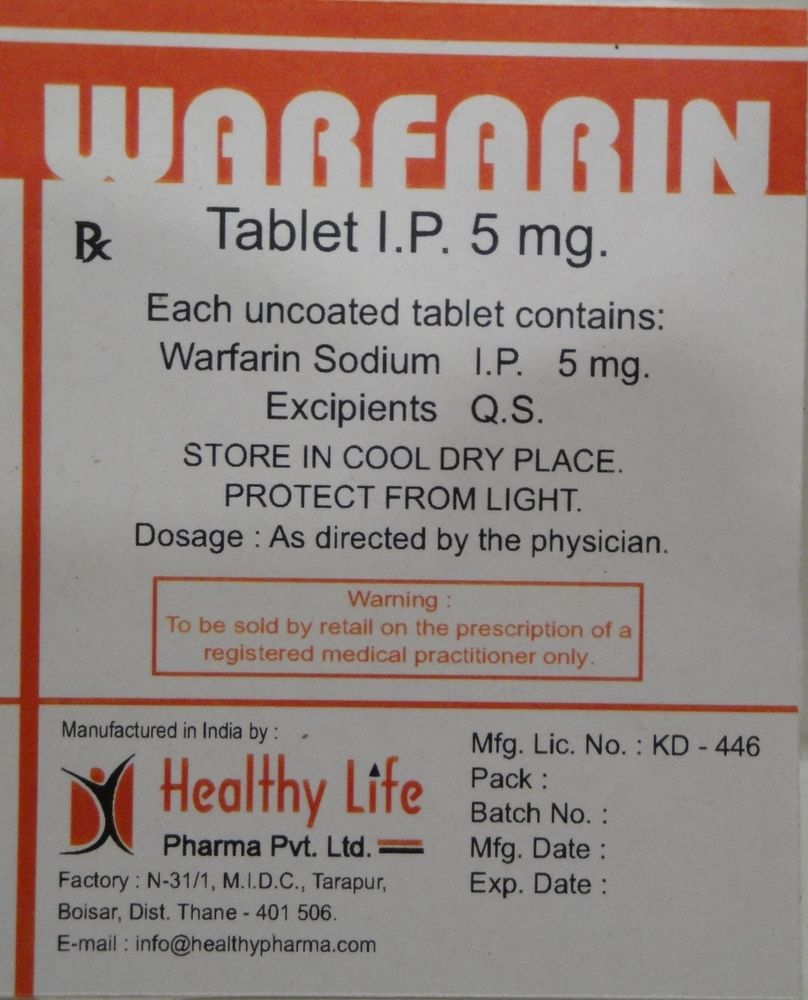 WARFARIN
Rx Tablet I.P. 5 mg.
Each uncoated tablet contains:
Warfarin Sodium I.P. 5 mg.
Excipients Q.S.
STORE IN COOL DRY PLACE.
PROTECT FROM LIGHT.
Dosage : As directed by the physician.
Warning :
To be sold by retail on the prescription of a
registered medical practitioner only.
Manufactured in India by :
Healthy Life
Pharma Pvt. Ltd.
Factory : N-31/1, M.I.D.C., Tarapur,
Boisar, Dist. Thane - 401 506.
E-mail : info@healthypharma.com
Mfg. Lic. No. : KD - 446
Pack :
Batch No. :
Mfg. Date :
Exp. Date :